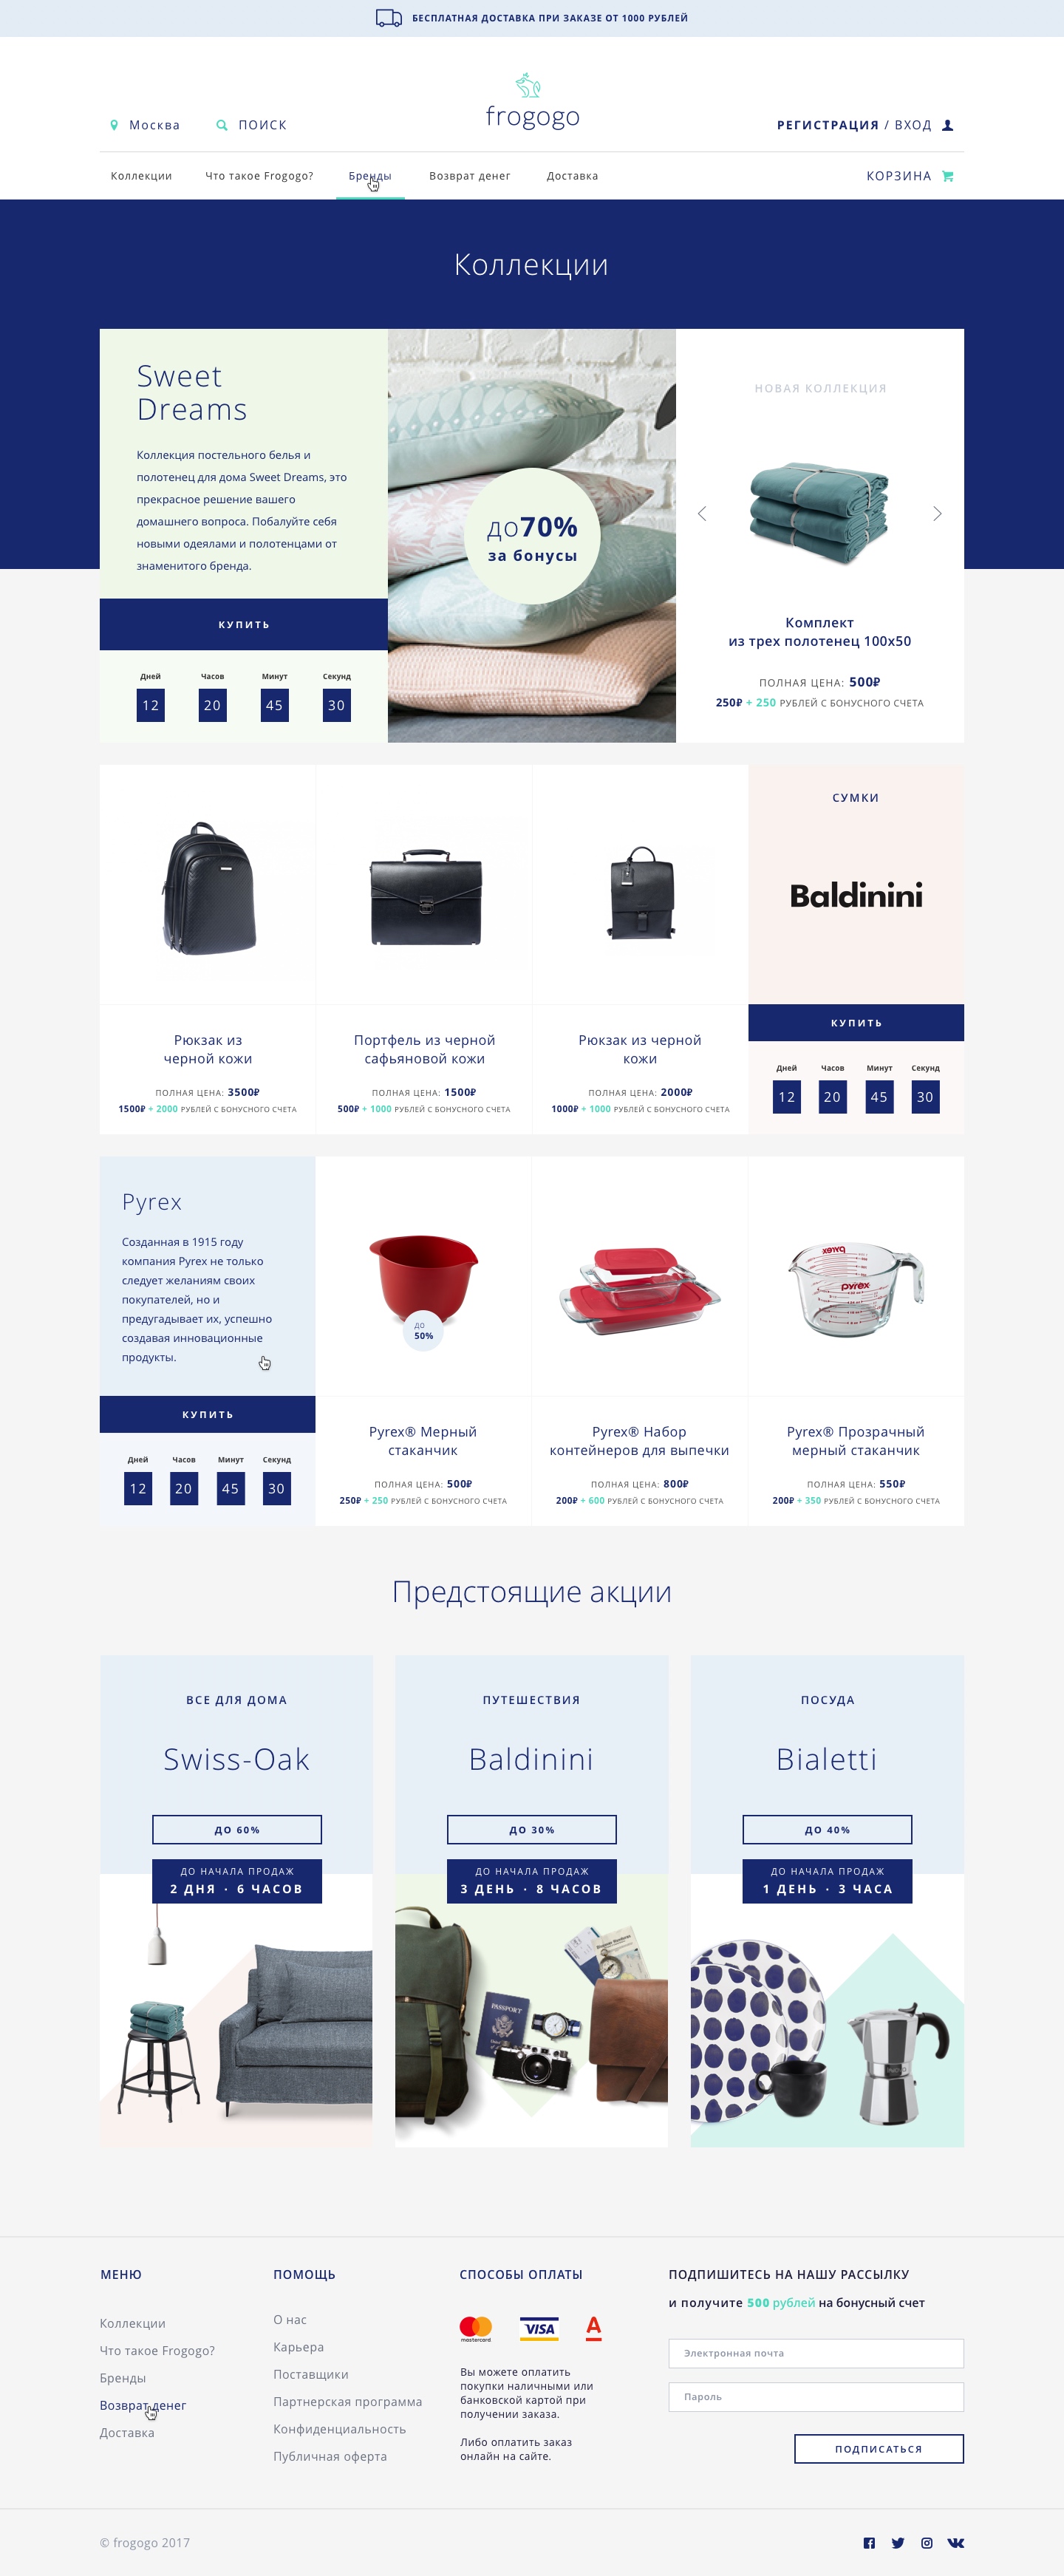 БЕСПЛАТНАЯ ДОСТАВКА ПРИ ЗАКАЗЕ ОТ 1000 РУБЛЕЙ
frogogo
Москва
ПОИСК
РЕГИСТРАЦИЯ / ВХОД
Коллекции
Что такое Frogogo?
Бренды
Возврат денег
Доставка
КОРЗИНА
Коллекции
Sweet
Dreams
Коллекция постельного белья и
полотенец для дома Sweet Dreams, это
прекрасное решение вашего
домашнего вопроса. Побалуйте себя
новыми одеялами и полотенцами от
знаменитого бренда.
КУПИТЬ
Дней
Часов
Минут
Секунд
12
20
45
30
до70%
за бонусы
НОВАЯ КОЛЛЕКЦИЯ
Комплект
из трех полотенец 100x50
ПОЛНАЯ ЦЕНА: 500₽
250₽ + 250 РУБЛЕЙ С БОНУСНОГО СЧЕТА
Рюкзак из
черной кожи
ПОЛНАЯ ЦЕНА: 3500₽
1500₽ + 2000 РУБЛЕЙ С БОНУСНОГО СЧЕТА
Портфель из черной
сафьяновой кожи
ПОЛНАЯ ЦЕНА: 1500₽
500₽ + 1000 РУБЛЕЙ С БОНУСНОГО СЧЕТА
Рюкзак из черной
кожи
ПОЛНАЯ ЦЕНА: 2000₽
1000₽ + 1000 РУБЛЕЙ С БОНУСНОГО СЧЕТА
СУМКИ
Baldinini
КУПИТЬ
Дней
Часов
Минут
Секунд
12
20
45
30
Pyrex
Созданная в 1915 году
компания Pyrex не только
следует желаниям своих
покупателей, но и
предугадывает их, успешно
создавая инновационные
продукты.
КУПИТЬ
Дней
Часов
Минут
Секунд
12
20
45
30
до
50%
Pyrex® Мерный
стаканчик
ПОЛНАЯ ЦЕНА: 500₽
250₽ + 250 РУБЛЕЙ С БОНУСНОГО СЧЕТА
Pyrex® Набор
контейнеров для выпечки
ПОЛНАЯ ЦЕНА: 800₽
200₽ + 600 РУБЛЕЙ С БОНУСНОГО СЧЕТА
pyrex
pyrex
Pyrex® Прозрачный
мерный стаканчик
ПОЛНАЯ ЦЕНА: 550₽
200₽ + 350 РУБЛЕЙ С БОНУСНОГО СЧЕТА
Предстоящие акции
ВСЕ ДЛЯ ДОМА
Swiss-Oak
ДО 60%
ДО НАЧАЛА ПРОДАЖ
2 ДНЯ · 6 ЧАСОВ
ПУТЕШЕСТВИЯ
Baldinini
ДО 30%
ДО НАЧАЛА ПРОДАЖ
3 ДЕНЬ · 8 ЧАСОВ
PASSPORT
ПОСУДА
Bialetti
ДО 40%
ДО НАЧАЛА ПРОДАЖ
1 ДЕНЬ · 3 ЧАСА
МЕНЮ
Коллекции
Что такое Frogogo?
Бренды
Возврат денег
Доставка
ПОМОЩЬ
О нас
Карьера
Поставщики
Партнерская программа
Конфиденциальность
Публичная оферта
СПОСОБЫ ОПЛАТЫ
mastercard
VISA
А
Вы можете оплатить
покупки наличными или
банковской картой при
получении заказа.
Либо оплатить заказ
онлайн на сайте.
ПОДПИШИТЕСЬ НА НАШУ РАССЫЛКУ
и получите 500 рублей на бонусный счет
Электронная почта
Пароль
ПОДПИСАТЬСЯ
© frogogo 2017